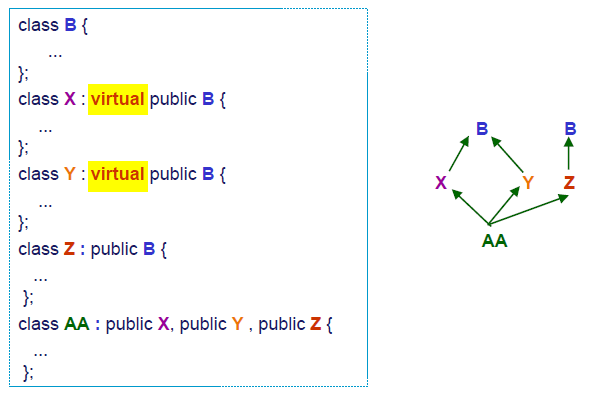 class B {
...
};
class X : virtual public B {
...
};
class Y : virtual public B {
...
};
class Z : public B {
...
};
class AA : public X, public Y , public Z {
...
};
B B
X Y Z
AA